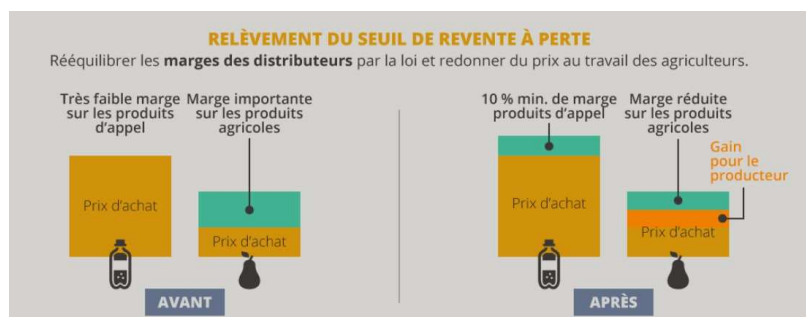 RELÈVEMENT DU SEUIL DE REVENTE À PERTE
Rééquilibrer les marges des distributeurs par la loi et redonner du prix au travail des agriculteurs.
Très faible marge
sur les produits
d'appel
Marge importante
sur les produits
agricoles
Prix d'achat
Prix d'achat
AVANT
10 % min. de marge
produits d'appel
Marge réduite
sur les produits
agricoles
Gain
pour le
producteur
Prix d'achat
Prix d'achat
APRÈS